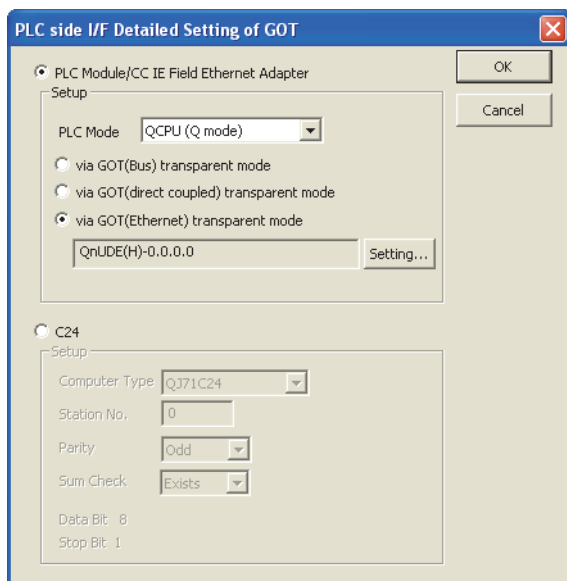 PLC side I/F Detailed Setting of GOT
PLC Module/CC IE Field Ethernet Adapter
OK
Cancel
Setup
PLC Mode QCPU (Q mode)
via GOT(Bus) transparent mode
via GOT(direct coupled) transparent mode
via GOT(Ethernet) transparent mode
QnUDE(H)-0.0.0.0 Setting...
C24
Setup
Computer Type QJ71C24
Station No. 0
Parity Odd
Sum Check Exists
Data Bit 8
Stop Bit 1